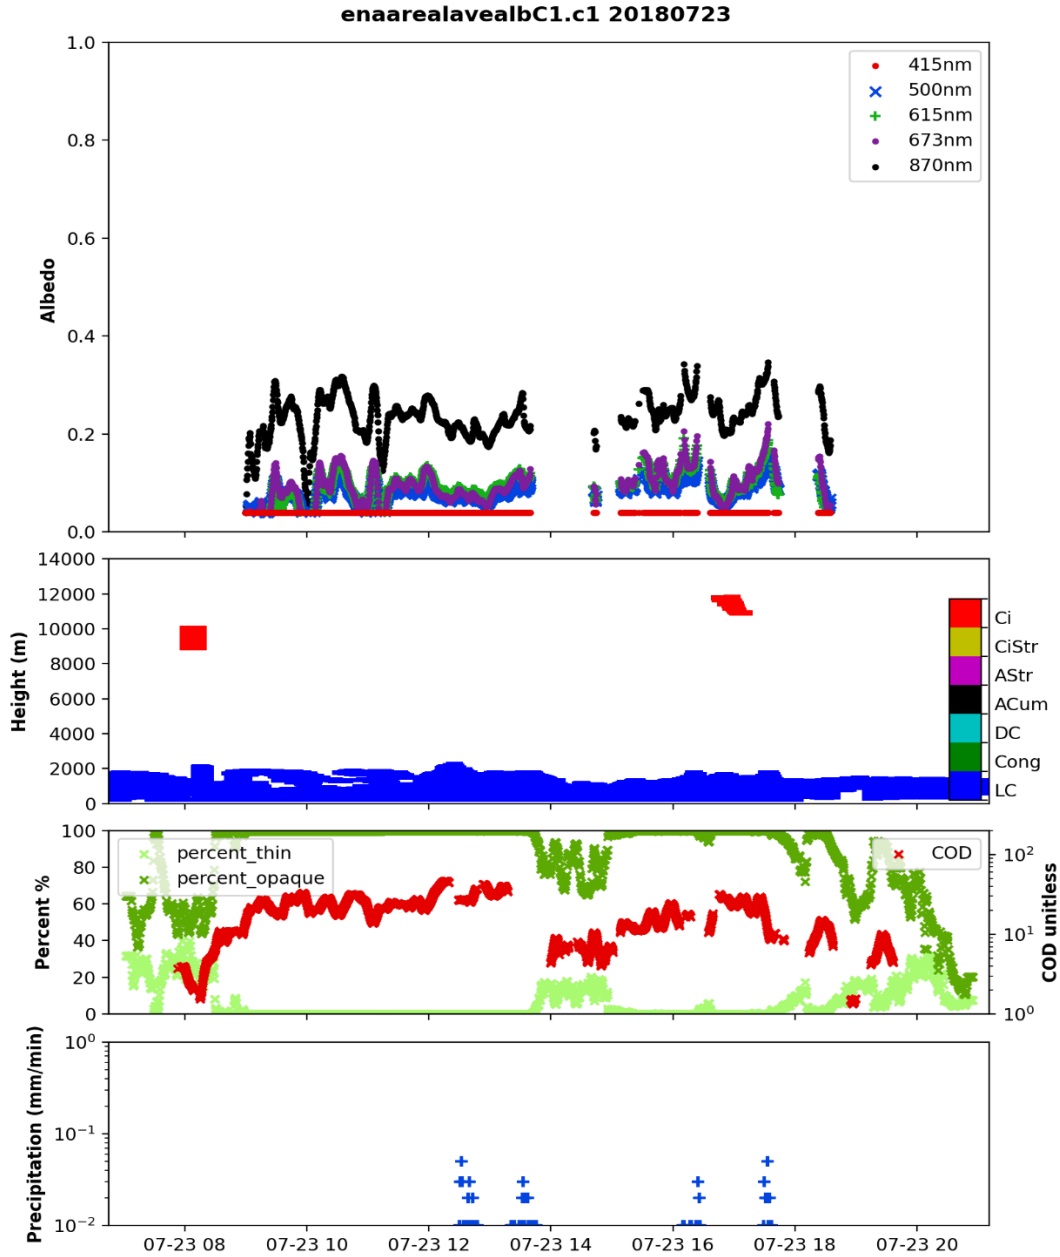 enaarealavealbC1.c1 20180723
1.0
0.8
0.6
0.4
0.2
0.0
Albedo
415nm
500nm
615nm
673nm
870nm
14000
12000
10000
8000
6000
4000
2000
0
Height (m)
Ci
CiStr
AStr
ACum
DC
Cong
LC
100
80
60
40
20
0
Percent %
percent_thin
percent_opaque
COD
10²
10¹
10⁰
COD unitless
10⁰
10⁻¹
10⁻²
Precipitation (mm/min)
07-23 08 07-23 10 07-23 12 07-23 14 07-23 16 07-23 18 07-23 20